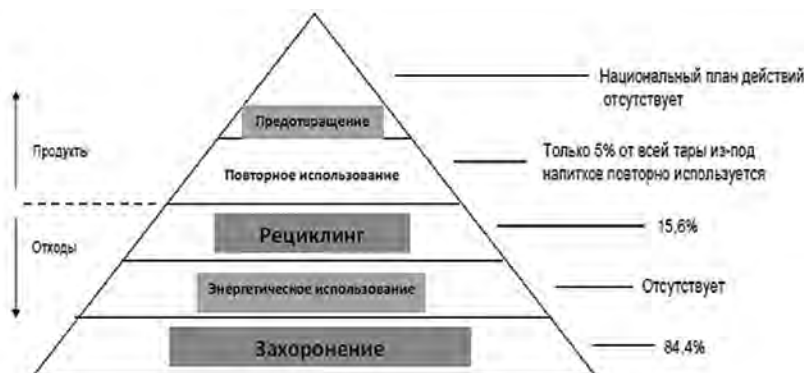 Национальный план действий
отсутствует
Предотвращение
Продукты
Только 5% от всей тары из-под
напитков повторно используется
Повторное использование
15,6%
Рециклинг
Отходы
Энергетическое использование
Отсутствует
Захоронение
84,4%